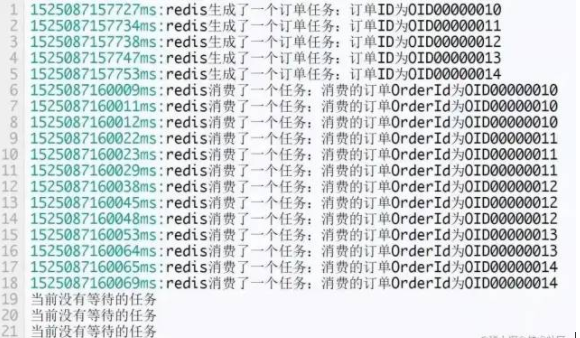 1 1525087157727ms:redis生成了一个订单任务：订单ID为OID00000010
2 1525087157734ms:redis生成了一个订单任务：订单ID为OID00000011
3 1525087157738ms:redis生成了一个订单任务：订单ID为OID00000012
4 1525087157747ms:redis生成了一个订单任务：订单ID为OID00000013
5 1525087157753ms:redis生成了一个订单任务：订单ID为OID00000014
6 1525087160009ms:redis消费了一个任务：消费的订单OrderId为OID00000010
7 1525087160011ms:redis消费了一个任务：消费的订单OrderId为OID00000010
8 1525087160012ms:redis消费了一个任务：消费的订单OrderId为OID00000010
9 1525087160022ms:redis消费了一个任务：消费的订单OrderId为OID00000011
10 1525087160023ms:redis消费了一个任务：消费的订单OrderId为OID00000011
11 1525087160029ms:redis消费了一个任务：消费的订单OrderId为OID00000011
12 1525087160038ms:redis消费了一个任务：消费的订单OrderId为OID00000012
13 1525087160045ms:redis消费了一个任务：消费的订单OrderId为OID00000012
14 1525087160048ms:redis消费了一个任务：消费的订单OrderId为OID00000012
15 1525087160053ms:redis消费了一个任务：消费的订单OrderId为OID00000013
16 1525087160064ms:redis消费了一个任务：消费的订单OrderId为OID00000013
17 1525087160065ms:redis消费了一个任务：消费的订单OrderId为OID00000014
18 1525087160069ms:redis消费了一个任务：消费的订单OrderId为OID00000014
19 当前没有等待的任务
20 当前没有等待的任务
21 当前没有等待的任务